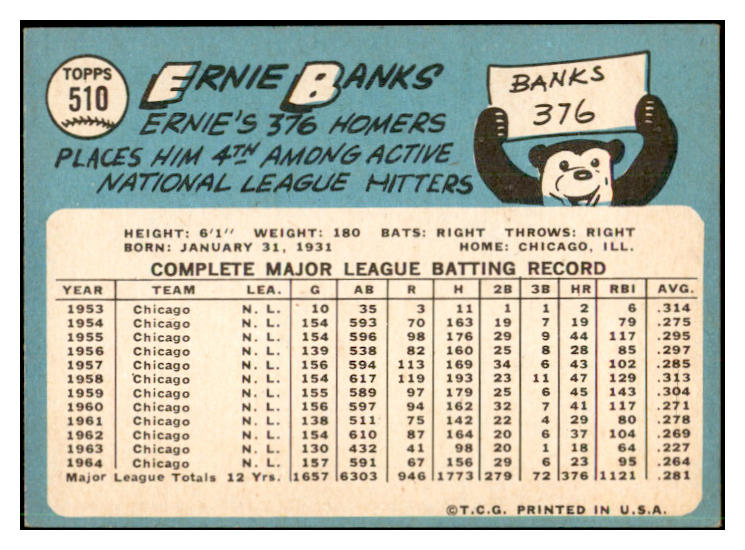 TOPPS
510
ERNIE BANKS
ERNIE'S 376 HOMERS
PLACES HIM 4TH AMONG ACTIVE
NATIONAL LEAGUE HITTERS
BANKS
376
HEIGHT: 6'1" WEIGHT: 180 BATS: RIGHT THROWS: RIGHT
BORN: JANUARY 31, 1931 HOME: CHICAGO, ILL.
COMPLETE MAJOR LEAGUE BATTING RECORD
YEAR TEAM LEA. G AB R H 2B 3B HR RBI AVG.
1953 Chicago N. L. 10 35 3 11 1 1 2 6 .314
1954 Chicago N. L. 154 593 70 163 19 7 19 79 .275
1955 Chicago N. L. 154 596 98 176 29 9 44 117 .295
1956 Chicago N. L. 139 538 82 160 25 8 28 85 .297
1957 Chicago N. L. 156 594 113 169 34 6 43 102 .285
1958 Chicago N. L. 154 617 119 193 23 11 47 129 .313
1959 Chicago N. L. 155 589 97 179 25 6 45 143 .304
1960 Chicago N. L. 156 597 94 162 32 7 41 117 .271
1961 Chicago N. L. 138 511 75 142 22 4 29 80 .278
1962 Chicago N. L. 154 610 87 164 20 6 37 104 .269
1963 Chicago N. L. 130 432 41 98 20 1 18 64 .227
1964 Chicago N. L. 157 591 67 156 29 6 23 95 .264
Major League Totals 12 Yrs. 1657 6303 946 1773 279 72 376 1121 .281
©T.C.G. PRINTED IN U.S.A.